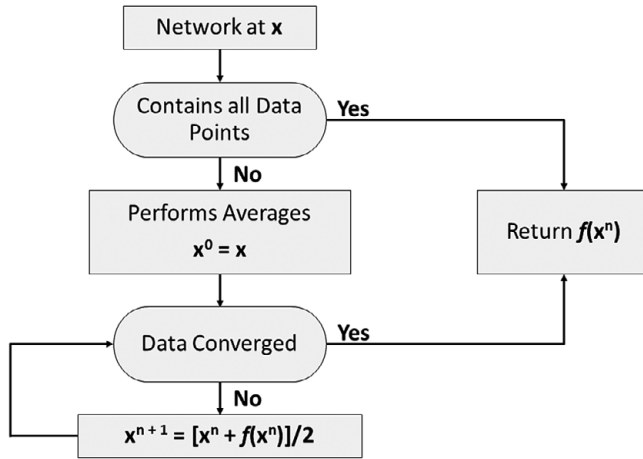 Network at x
Contains all Data
Points
Yes
No
Performs Averages
x⁰ = x
Return f(xⁿ)
Data Converged
Yes
No
xⁿ⁺¹ = [xⁿ + f(xⁿ)]/2